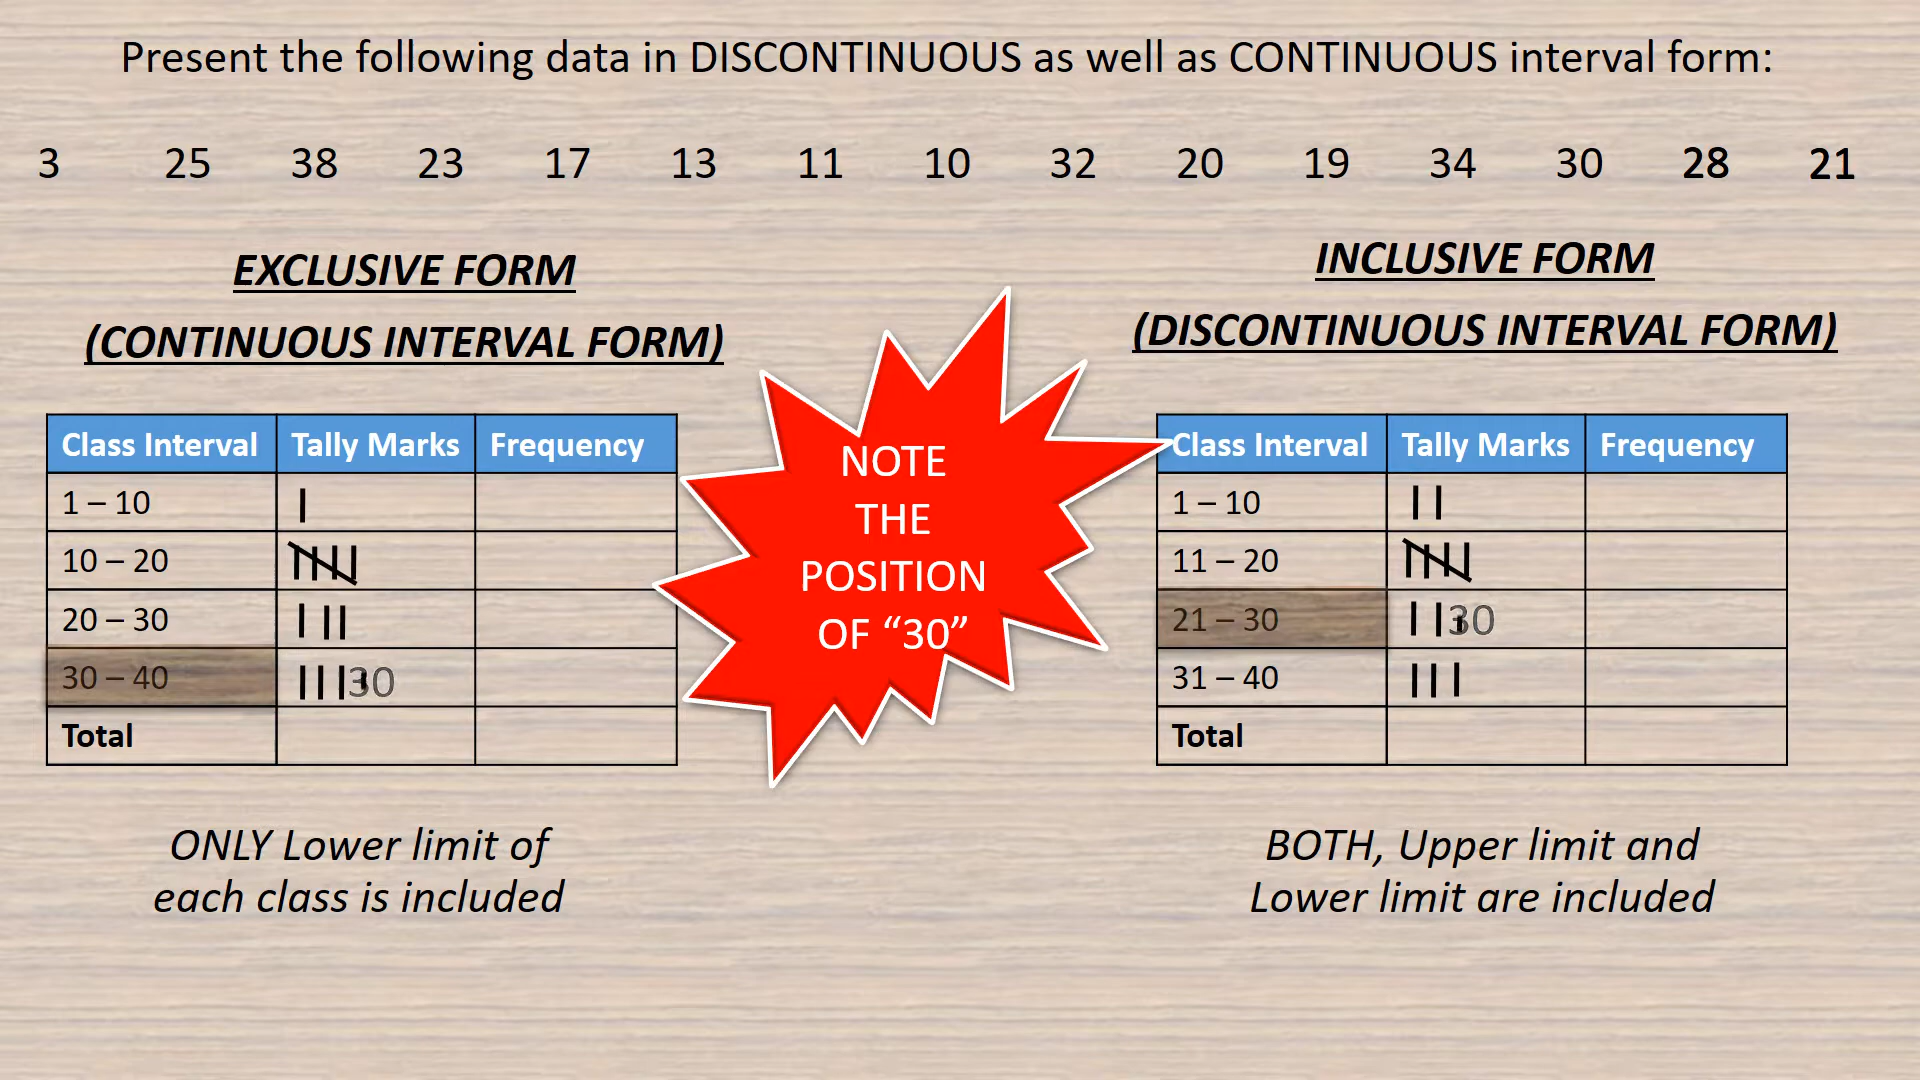 Present the following data in DISCONTINUOUS as well as CONTINUOUS interval form:
3 25 38 23 17 13 11 10 32 20 19 34 30 28 21
EXCLUSIVE FORM
(CONTINUOUS INTERVAL FORM)
Class Interval Tally Marks Frequency
1 – 10
10 – 20
20 – 30
30 – 40 30
Total
ONLY Lower limit of
each class is included
NOTE
THE
POSITION
OF “30”
INCLUSIVE FORM
(DISCONTINUOUS INTERVAL FORM)
Class Interval Tally Marks Frequency
1 – 10
11 – 20
21 – 30 30
31 – 40
Total
BOTH, Upper limit and
Lower limit are included